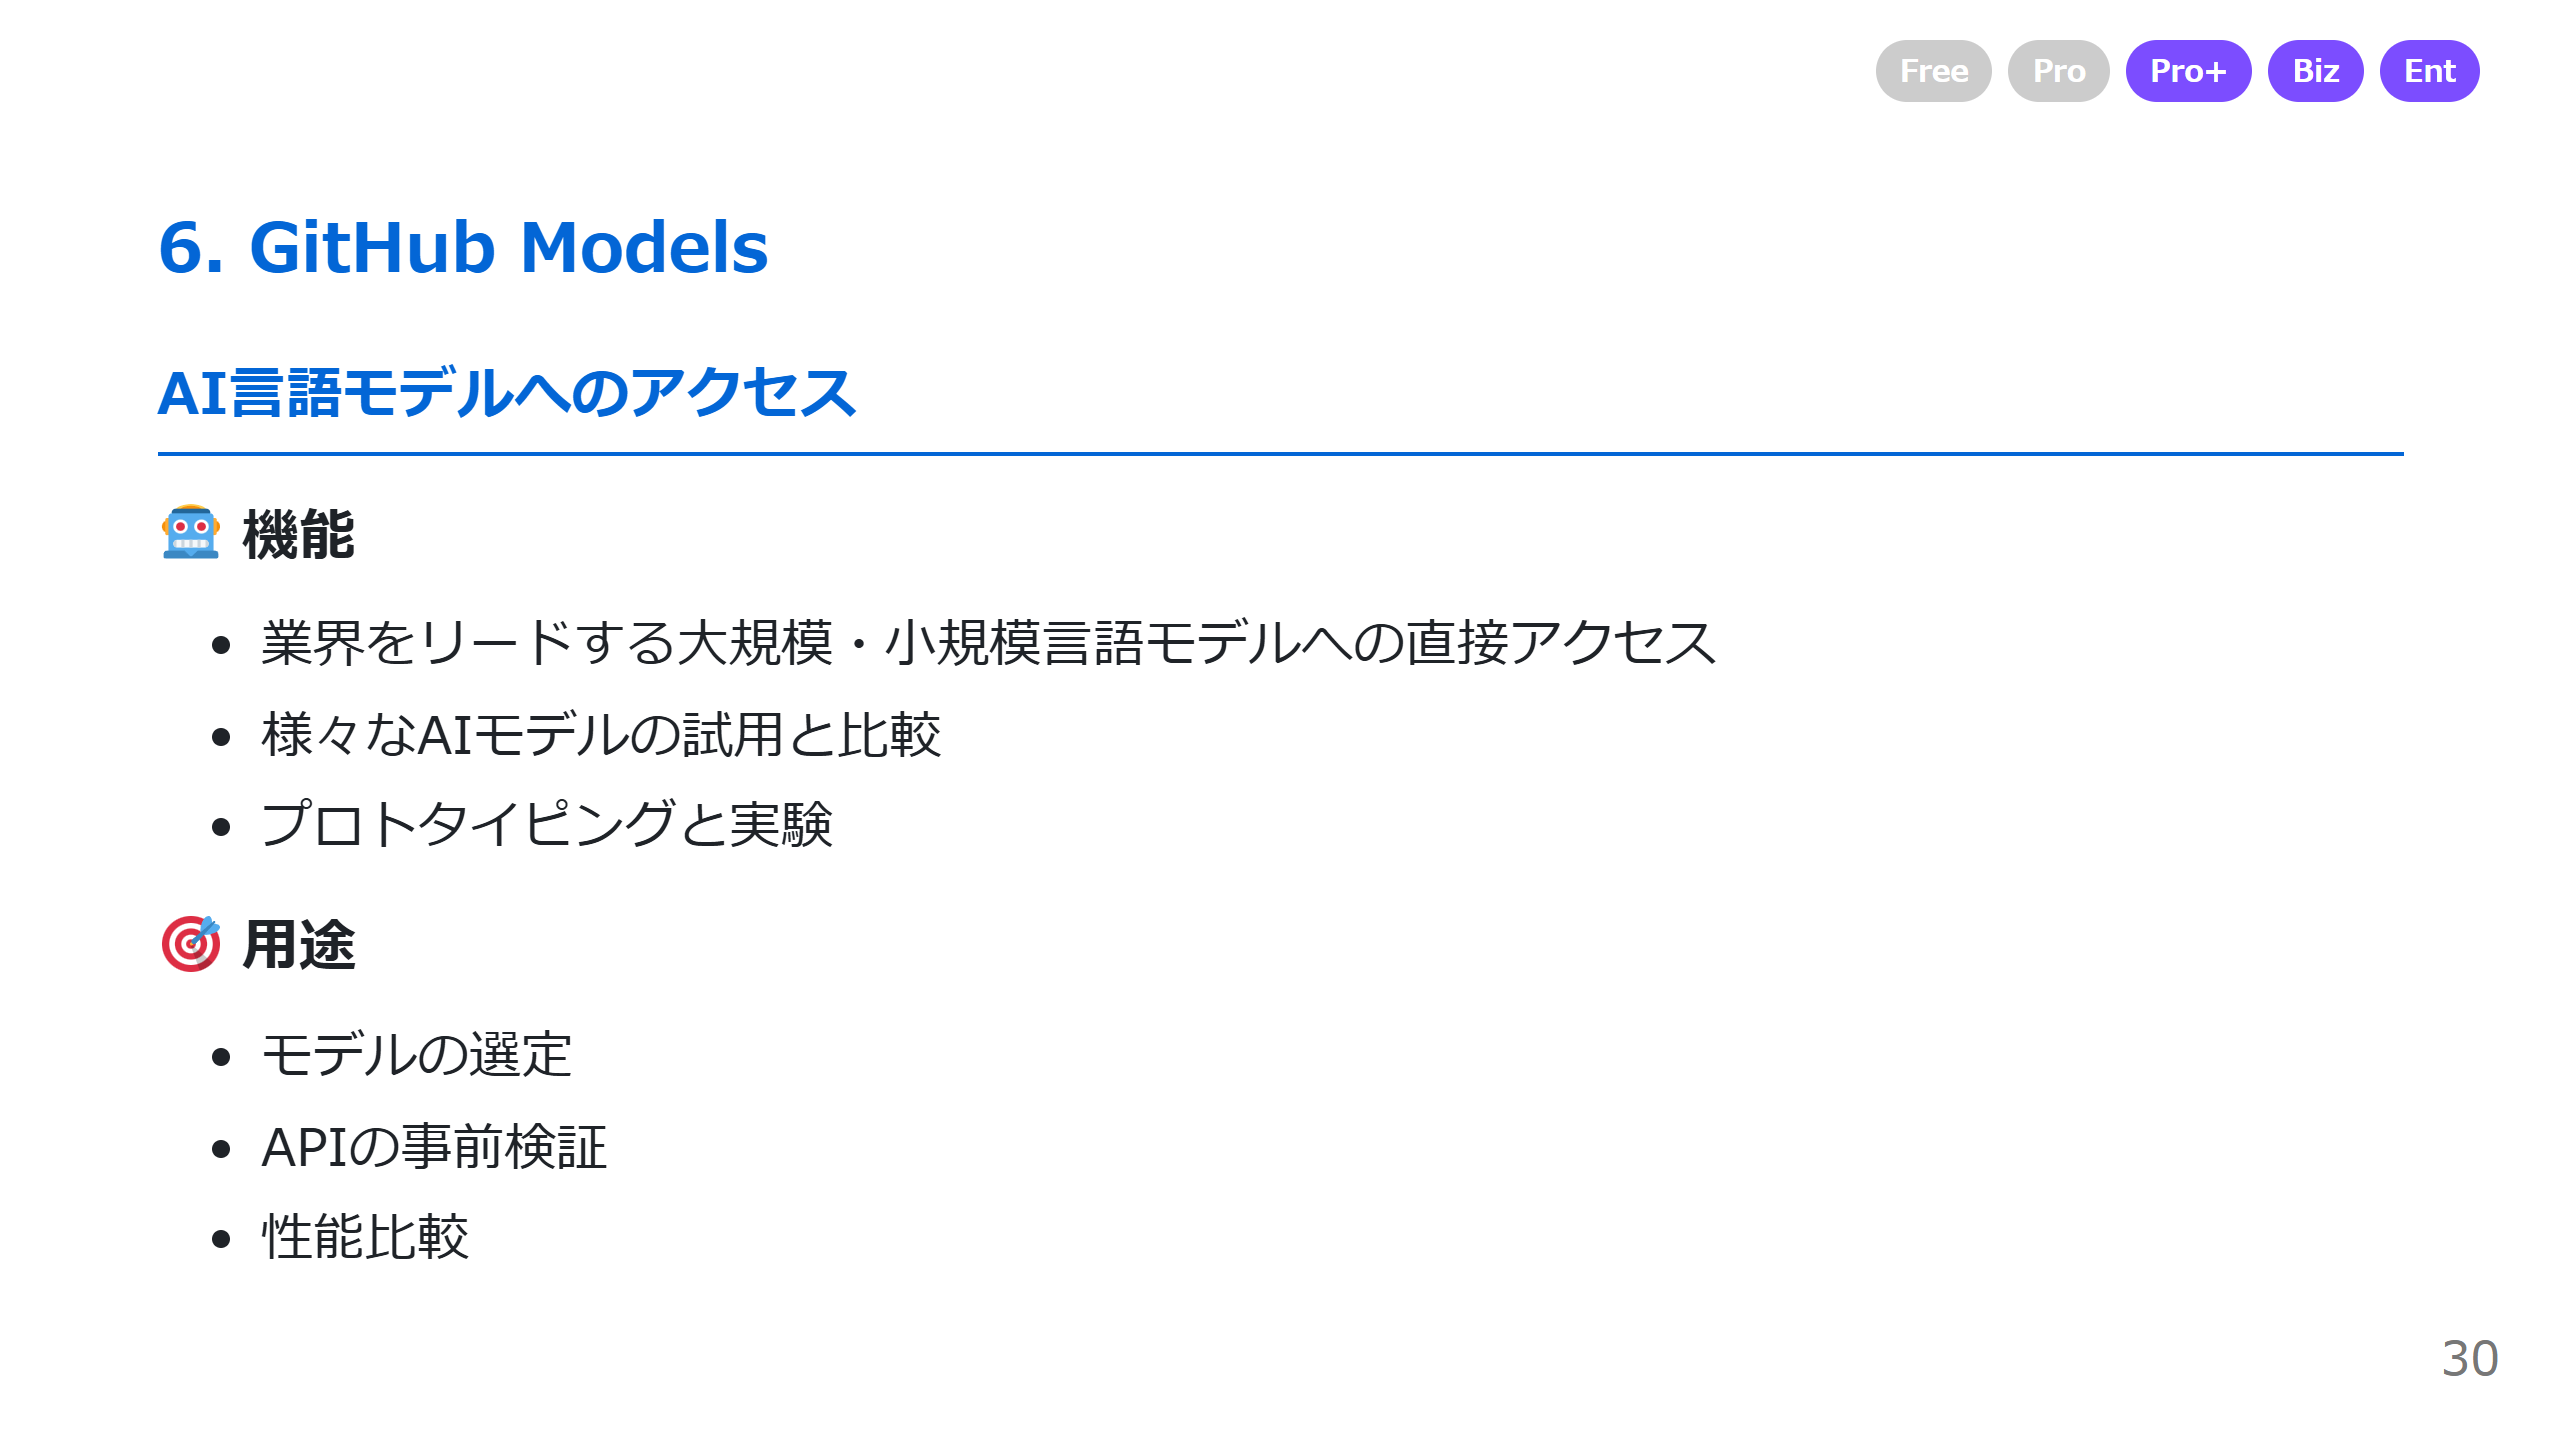 Free Pro Pro+ Biz Ent
6. GitHub Models
AI言語モデルへのアクセス
機能
業界をリードする大規模・小規模言語モデルへの直接アクセス
様々なAIモデルの試用と比較
プロトタイピングと実験
用途
モデルの選定
APIの事前検証
性能比較
30